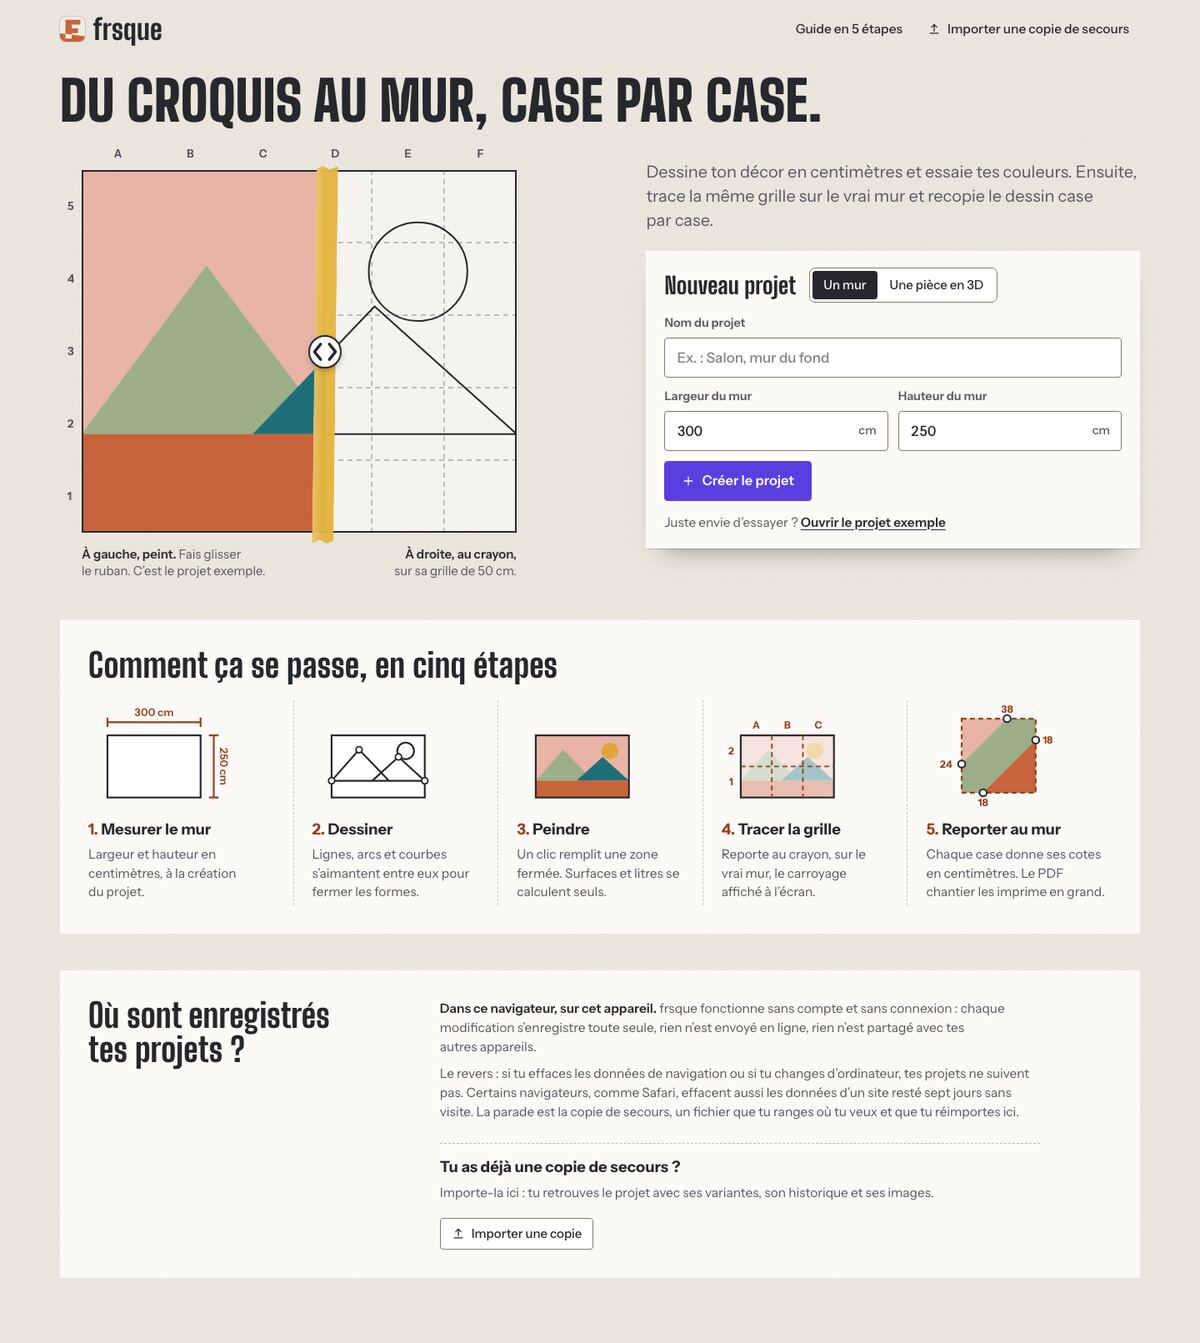 frsque
Guide en 5 étapes
Importer une copie de secours
DU CROQUIS AU MUR, CASE PAR CASE.
A B C D E F
5
4
3
2
1
À gauche, peint. Fais glisser
le ruban. C’est le projet exemple.
À droite, au crayon,
sur sa grille de 50 cm.
Dessine ton décor en centimètres et essaie tes couleurs. Ensuite,
trace la même grille sur le vrai mur et recopie le dessin case
par case.
Nouveau projet
Un mur
Une pièce en 3D
Nom du projet
Ex. : Salon, mur du fond
Largeur du mur
Hauteur du mur
300 cm
250 cm
+ Créer le projet
Juste envie d’essayer ? Ouvrir le projet exemple
Comment ça se passe, en cinq étapes
300 cm
250 cm
1. Mesurer le mur
Largeur et hauteur en
centimètres, à la création
du projet.
2. Dessiner
Lignes, arcs et courbes
s’aimantent entre eux pour
fermer les formes.
3. Peindre
Un clic remplit une zone
fermée. Surfaces et litres se
calculent seuls.
A B C
2
1
4. Tracer la grille
Reporte au crayon, sur le
vrai mur, le carroyage
affiché à l’écran.
38
18
24
18
5. Reporter au mur
Chaque case donne ses cotes
en centimètres. Le PDF
chantier les imprime en grand.
Où sont enregistrés
tes projets ?
Dans ce navigateur, sur cet appareil. frsque fonctionne sans compte et sans connexion : chaque
modification s’enregistre toute seule, rien n’est envoyé en ligne, rien n’est partagé avec tes
autres appareils.
Le revers : si tu effaces les données de navigation ou si tu changes d’ordinateur, tes projets ne suivent
pas. Certains navigateurs, comme Safari, effacent aussi les données d’un site resté sept jours sans
visite. La parade est la copie de secours, un fichier que tu ranges où tu veux et que tu réimportes ici.
Tu as déjà une copie de secours ?
Importe-la ici : tu retrouves le projet avec ses variantes, son historique et ses images.
Importer une copie